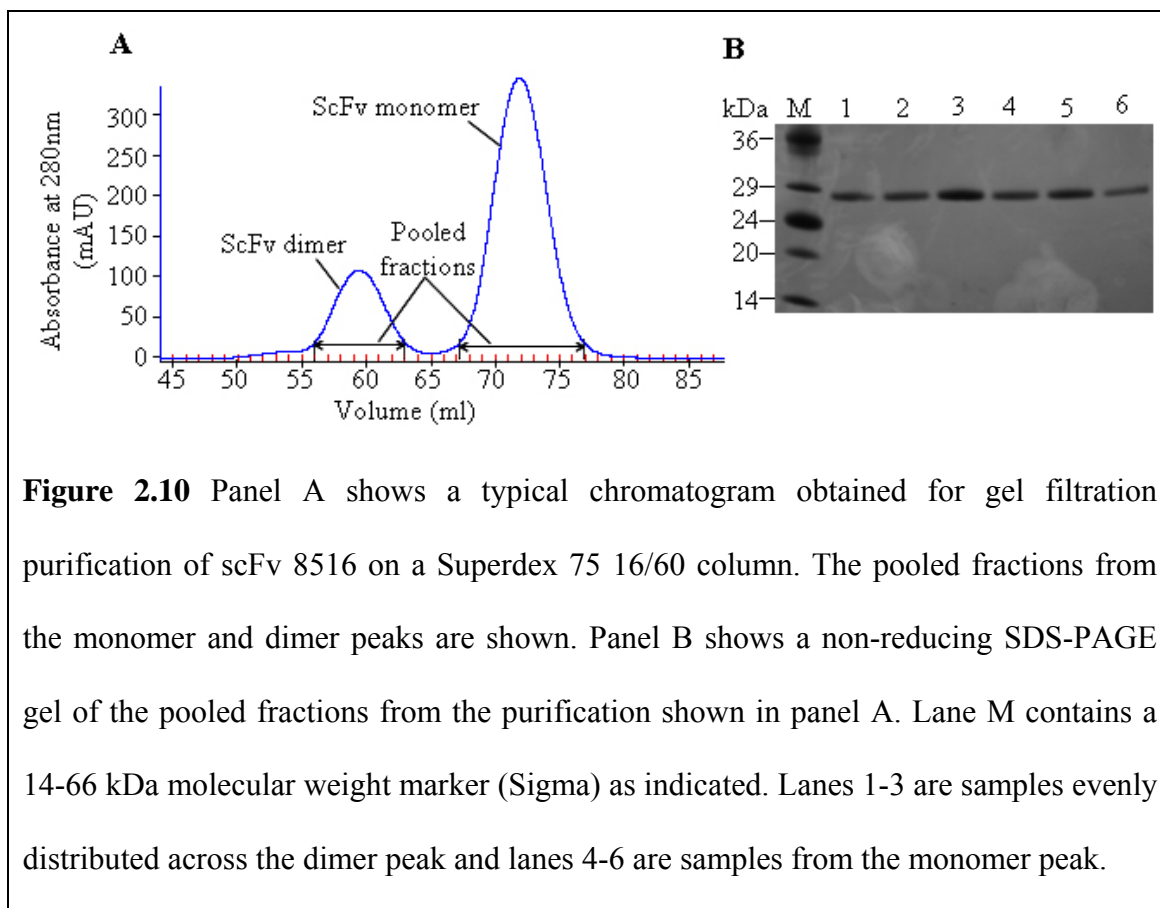 A
B
ScFv monomer
ScFv dimer
Pooled
fractions
Absorbance at 280nm
(mAU)
300
250
200
150
100
50
0
45 50 55 60 65 70 75 80 85
Volume (ml)
kDa M 1 2 3 4 5 6
36
29
24
20
14
Figure 2.10 Panel A shows a typical chromatogram obtained for gel filtration
purification of scFv 8516 on a Superdex 75 16/60 column. The pooled fractions from
the monomer and dimer peaks are shown. Panel B shows a non-reducing SDS-PAGE
gel of the pooled fractions from the purification shown in panel A. Lane M contains a
14-66 kDa molecular weight marker (Sigma) as indicated. Lanes 1-3 are samples evenly
distributed across the dimer peak and lanes 4-6 are samples from the monomer peak.